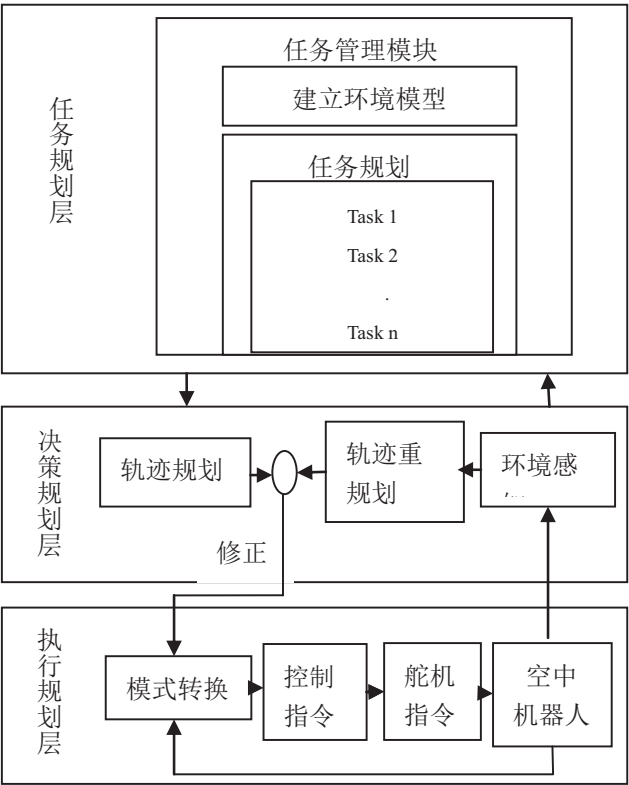 任务规划层
任务管理模块
建立环境模型
任务规划
Task 1
Task 2
.
Task n
决策规划层
轨迹规划
轨迹重
规划
环境感
修正
执行规划层
模式转换
控制
指令
舵机
指令
空中
机器人